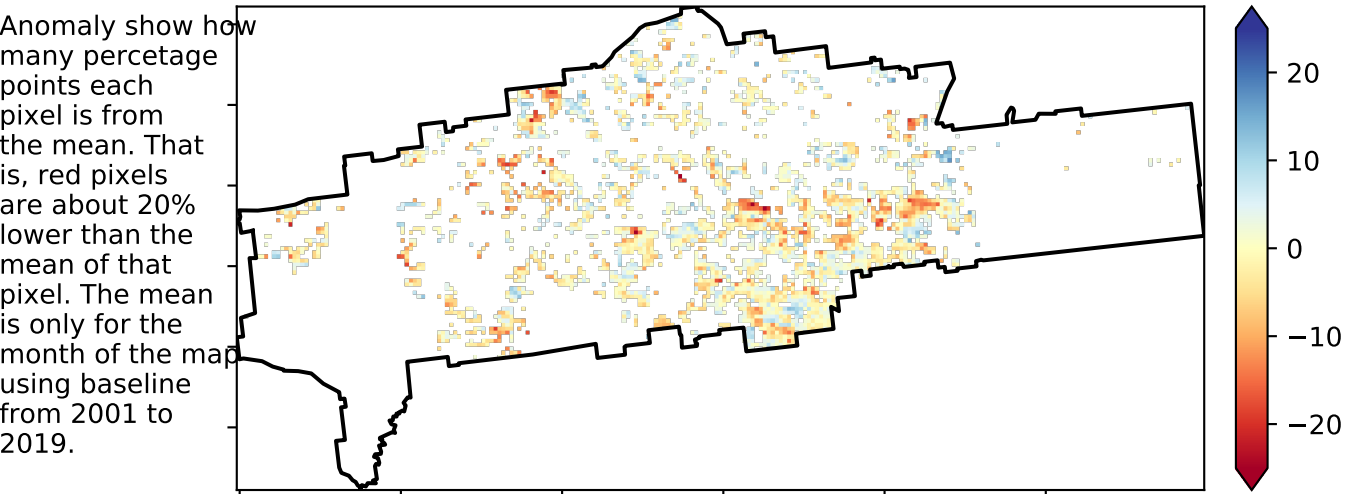 Anomaly show how
many percetage
points each
pixel is from
the mean. That
is, red pixels
are about 20%
lower than the
mean of that
pixel. The mean
is only for the
month of the map
using baseline
from 2001 to
2019.
20
10
0
−10
−20